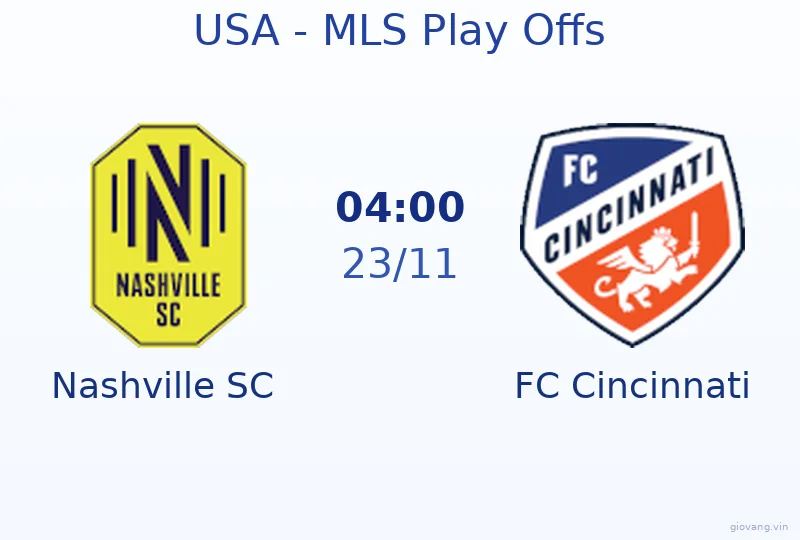 USA - MLS Play Offs
NASHVILLE
SC
FC
CINCINNATI
04:00
23/11
Nashville SC
FC Cincinnati
giovang.vin